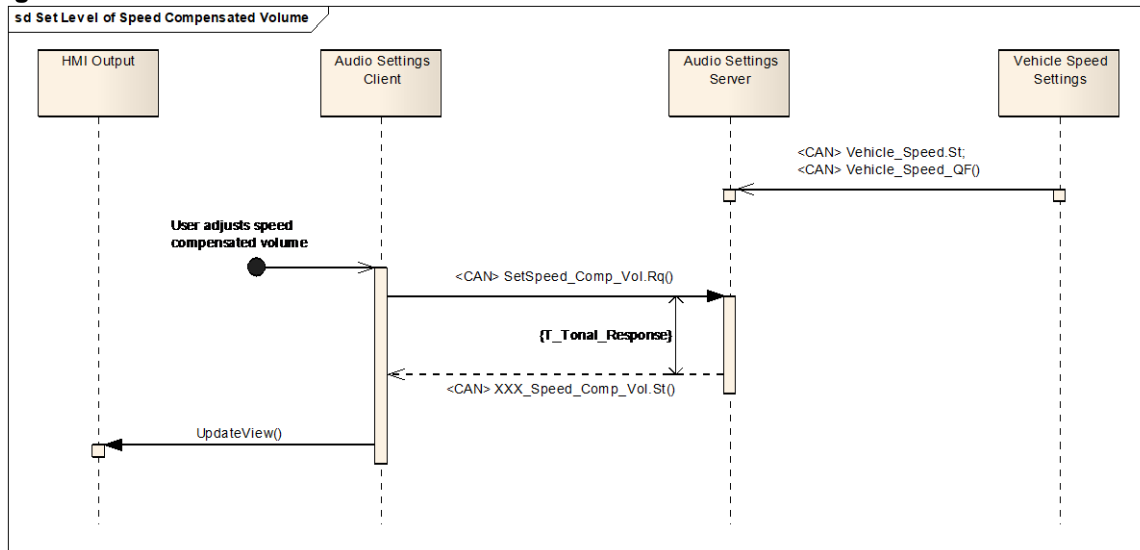 sd Set Level of Speed Compensated Volume
HMI Output
Audio Settings
Client
Audio Settings
Server
Vehicle Speed
Settings
<CAN> Vehicle_Speed.St;
<CAN> Vehicle_Speed_QF()
User adjusts speed
compensated volume
<CAN> SetSpeed_Comp_Vol.Rq()
{T_Tonal_Response}
<CAN> XXX_Speed_Comp_Vol.St()
UpdateView()